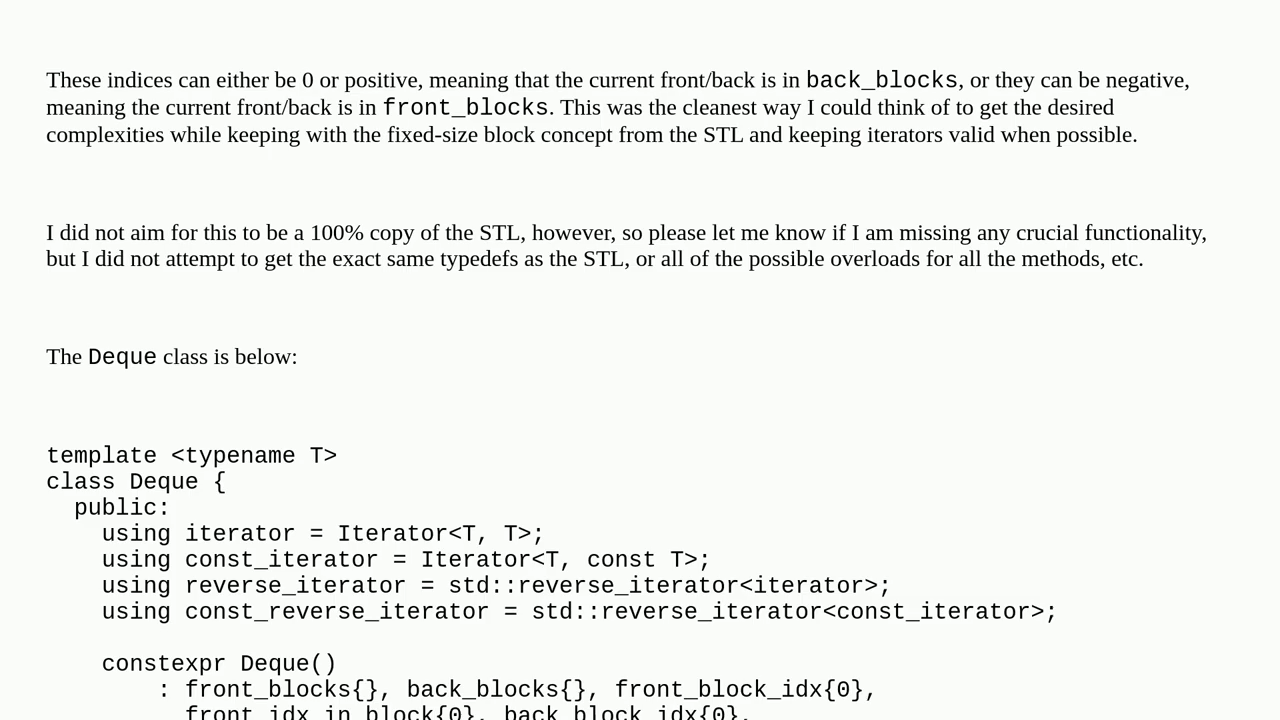 These indices can either be 0 or positive, meaning that the current front/back is in back_blocks, or they can be negative,
meaning the current front/back is in front_blocks. This was the cleanest way I could think of to get the desired
complexities while keeping with the fixed-size block concept from the STL and keeping iterators valid when possible.
I did not aim for this to be a 100% copy of the STL, however, so please let me know if I am missing any crucial functionality,
but I did not attempt to get the exact same typedefs as the STL, or all of the possible overloads for all the methods, etc.
The Deque class is below:
template <typename T>
class Deque {
  public:
    using iterator = Iterator<T, T>;
    using const_iterator = Iterator<T, const T>;
    using reverse_iterator = std::reverse_iterator<iterator>;
    using const_reverse_iterator = std::reverse_iterator<const_iterator>;
    constexpr Deque()
        : front_blocks{}, back_blocks{}, front_block_idx{0},
          front_idx_in_block{0}, back_block_idx{0},